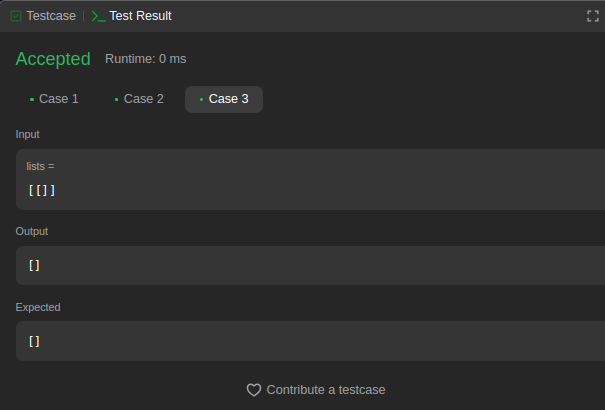 Testcase | Test Result
Accepted Runtime: 0 ms
Case 1 Case 2 Case 3
Input
lists =
[[]]
Output
[]
Expected
[]
Contribute a testcase